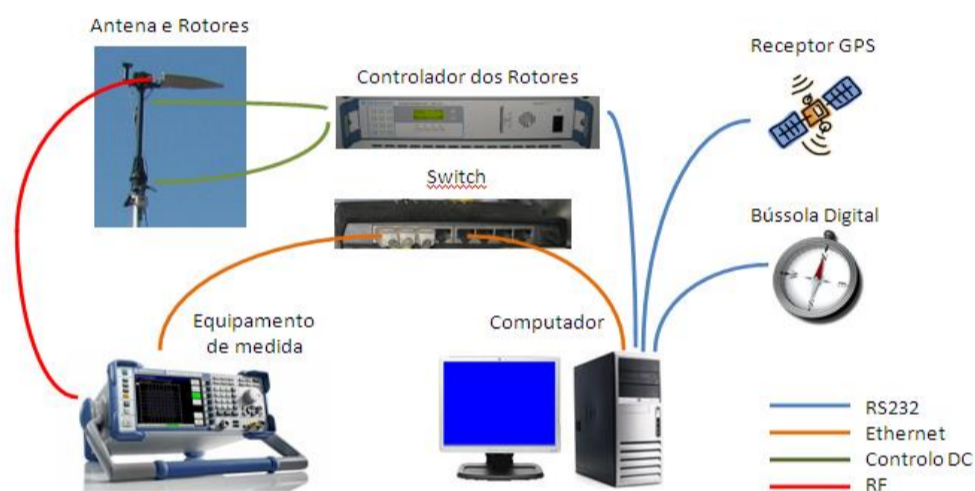 Antena e Rotores
Receptor GPS
Controlador dos Rotores
Switch
Bússola Digital
Equipamento
de medida
Computador
RS232
Ethernet
Controlo DC
RF